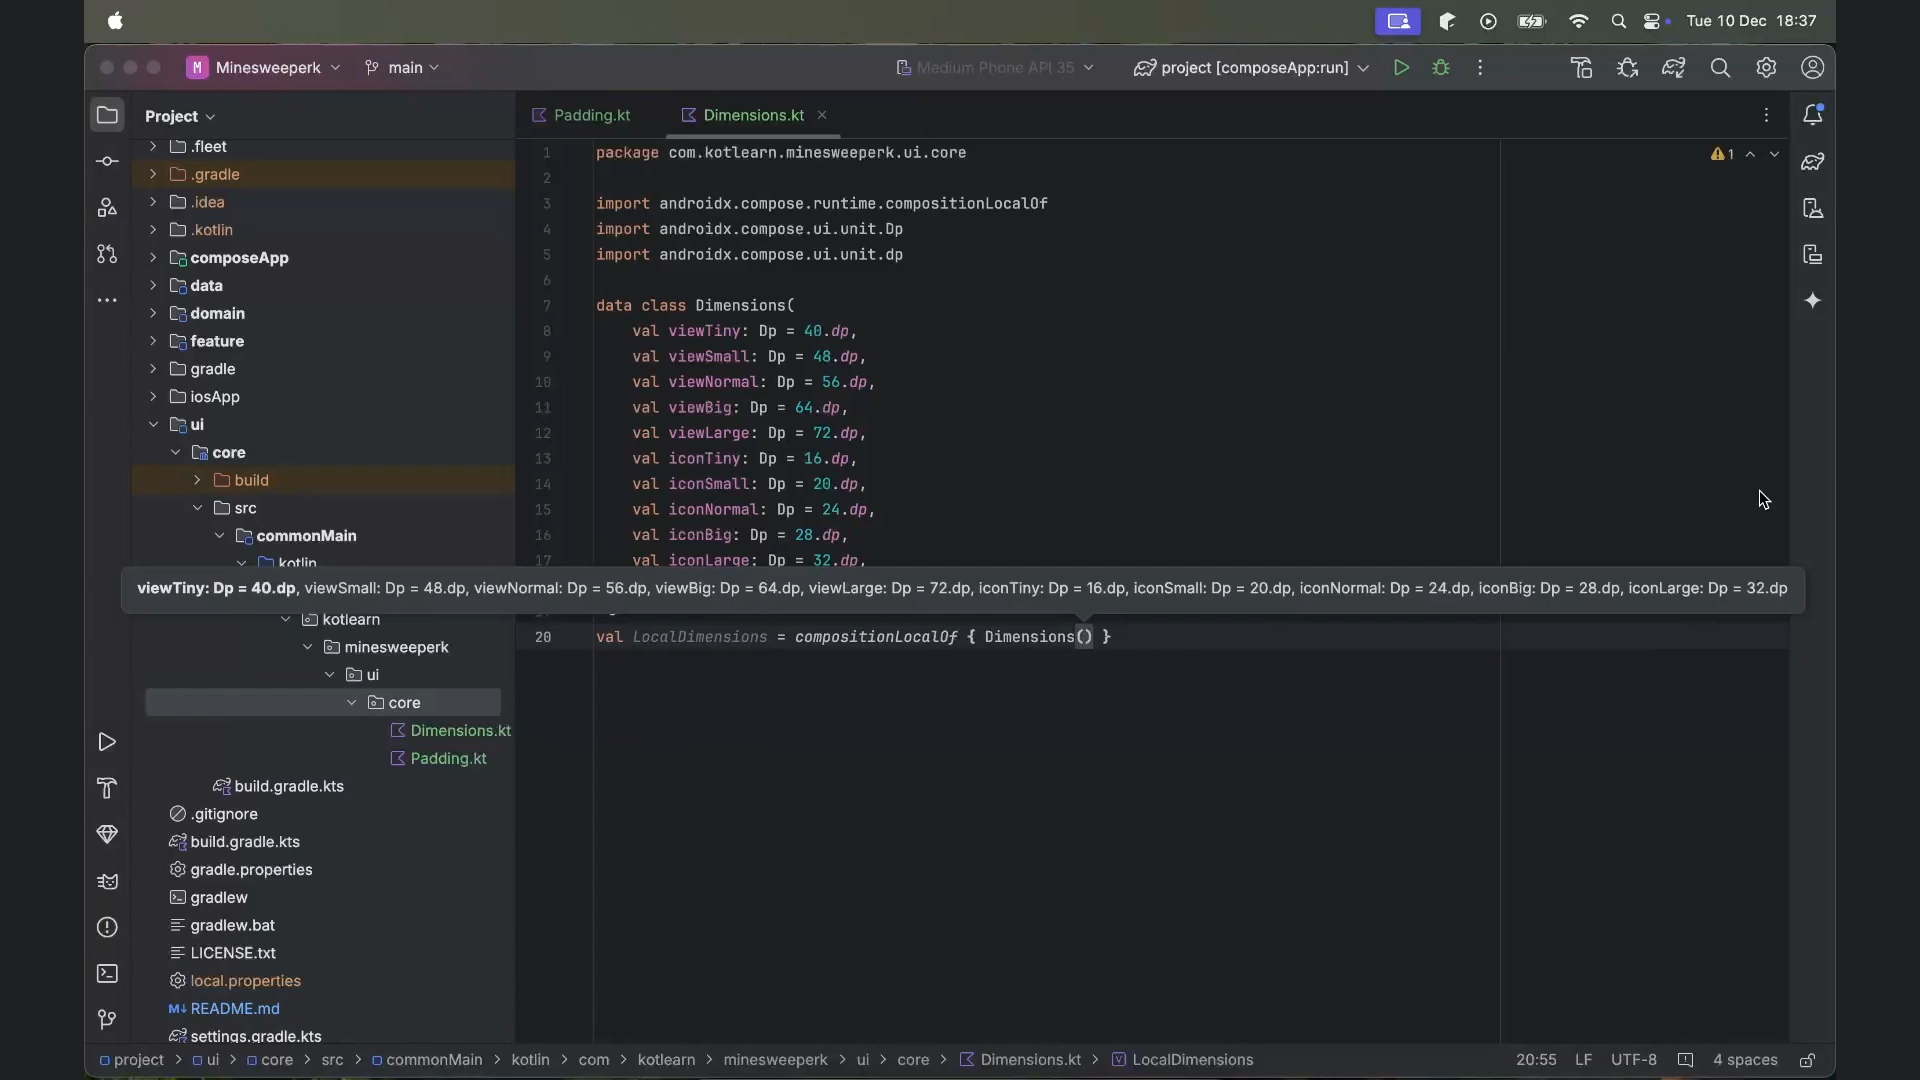 Tue 10 Dec 18:37
M Minesweeperk
main
Medium Phone API 35
project [composeApp:run]
Project
.fleet
.gradle
.idea
.kotlin
composeApp
data
domain
feature
gradle
iosApp
ui
core
build
src
commonMain
kotlin
kotlearn
minesweeperk
ui
core
Dimensions.kt
Padding.kt
build.gradle.kts
.gitignore
build.gradle.kts
gradle.properties
gradlew
gradlew.bat
LICENSE.txt
local.properties
M↓ README.md
settings.gradle.kts
Padding.kt
Dimensions.kt
1
1 package com.kotlearn.minesweeperk.ui.core
2
3 import androidx.compose.runtime.compositionLocalOf
4 import androidx.compose.ui.unit.Dp
5 import androidx.compose.ui.unit.dp
6
7 data class Dimensions(
8 val viewTiny: Dp = 40.dp,
9 val viewSmall: Dp = 48.dp,
10 val viewNormal: Dp = 56.dp,
11 val viewBig: Dp = 64.dp,
12 val viewLarge: Dp = 72.dp,
13 val iconTiny: Dp = 16.dp,
14 val iconSmall: Dp = 20.dp,
15 val iconNormal: Dp = 24.dp,
16 val iconBig: Dp = 28.dp,
17 val iconLarge: Dp = 32.dp,
viewTiny: Dp = 40.dp, viewSmall: Dp = 48.dp, viewNormal: Dp = 56.dp, viewBig: Dp = 64.dp, viewLarge: Dp = 72.dp, iconTiny: Dp = 16.dp, iconSmall: Dp = 20.dp, iconNormal: Dp = 24.dp, iconBig: Dp = 28.dp, iconLarge: Dp = 32.dp
20 val LocalDimensions = compositionLocalOf { Dimensions() }
project > ui > core > src > commonMain > kotlin > com > kotlearn > minesweeperk > ui > core > Dimensions.kt > LocalDimensions
20:55 LF UTF-8 4 spaces